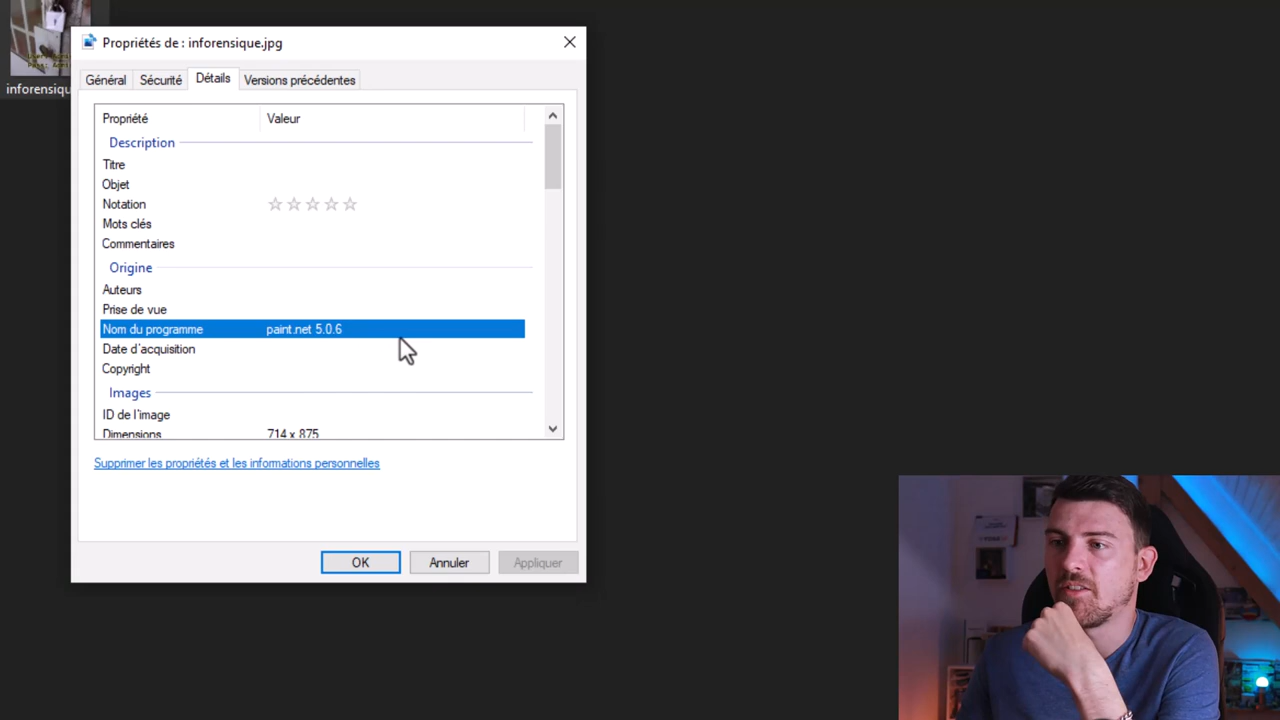 Propriétés de : inforensique.jpg
inforensiqu
Général Sécurité Détails Versions précédentes
Propriété Valeur
Description
Titre
Objet
Notation
Mots clés
Commentaires
Origine
Auteurs
Prise de vue
Nom du programme paint.net 5.0.6
Date d'acquisition
Copyright
Images
ID de l'image
Dimensions 714 x 875
Supprimer les propriétés et les informations personnelles
OK Annuler Appliquer